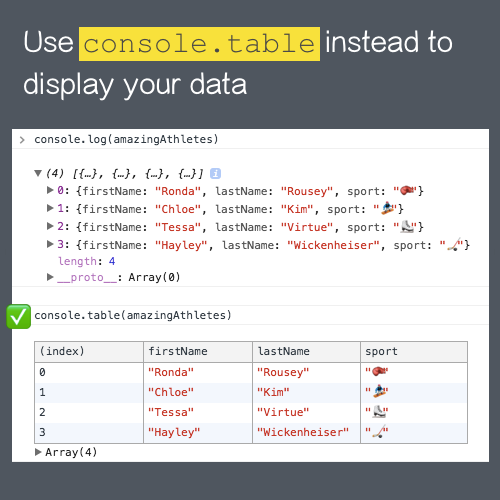 Use console.table instead to
display your data
> console.log(amazingAthletes)
▼(4) [{…}, {…}, {…}, {…}] i
▶0: {firstName: "Ronda", lastName: "Rousey", sport: "🥊"}
▶1: {firstName: "Chloe", lastName: "Kim", sport: "🏂"}
▶2: {firstName: "Tessa", lastName: "Virtue", sport: "⛸"}
▶3: {firstName: "Hayley", lastName: "Wickenheiser", sport: "🏒"}
length: 4
▶__proto__: Array(0)
✅ console.table(amazingAthletes)
(index) firstName lastName sport
0 "Ronda" "Rousey" "🥊"
1 "Chloe" "Kim" "🏂"
2 "Tessa" "Virtue" "⛸"
3 "Hayley" "Wickenheiser" "🏒"
▶Array(4)